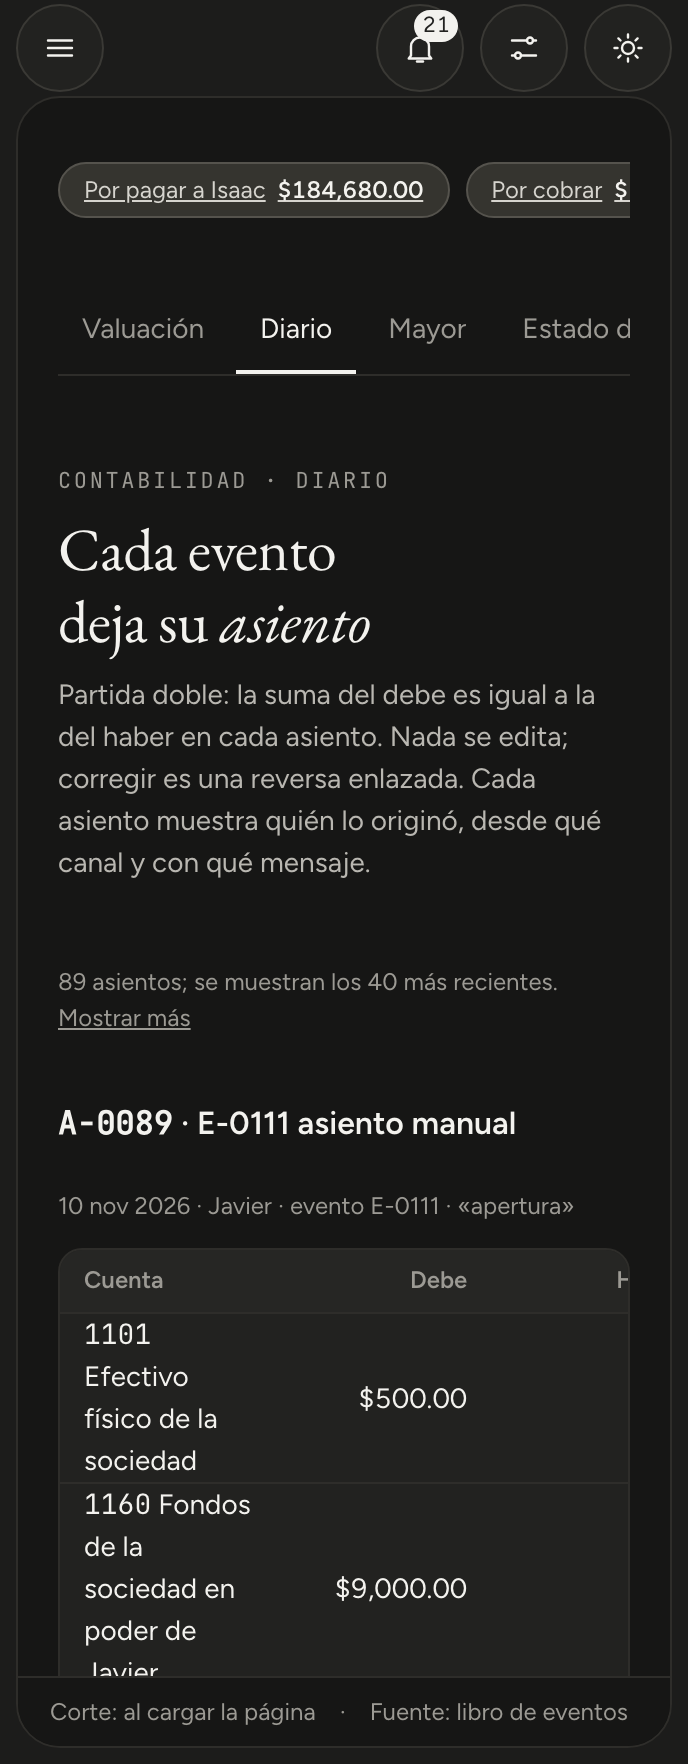 21
Por pagar a Isaac $184,680.00 Por cobrar $
Valuación Diario Mayor Estado d
CONTABILIDAD · DIARIO
Cada evento
deja su asiento
Partida doble: la suma del debe es igual a la
del haber en cada asiento. Nada se edita;
corregir es una reversa enlazada. Cada
asiento muestra quién lo originó, desde qué
canal y con qué mensaje.
89 asientos; se muestran los 40 más recientes.
Mostrar más
A-0089 · E-0111 asiento manual
10 nov 2026 · Javier · evento E-0111 · «apertura»
Cuenta Debe H
1101
Efectivo
físico de la
sociedad
$500.00
1160 Fondos
de la
sociedad en
poder de
Javier
$9,000.00
Corte: al cargar la página · Fuente: libro de eventos